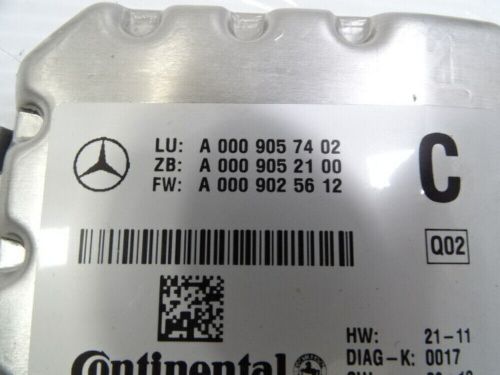 LU: A 000 905 74 02
ZB: A 000 905 21 00
FW: A 000 902 56 12
C
Q02
HW: 21-11
DIAG-K: 0017
Continental